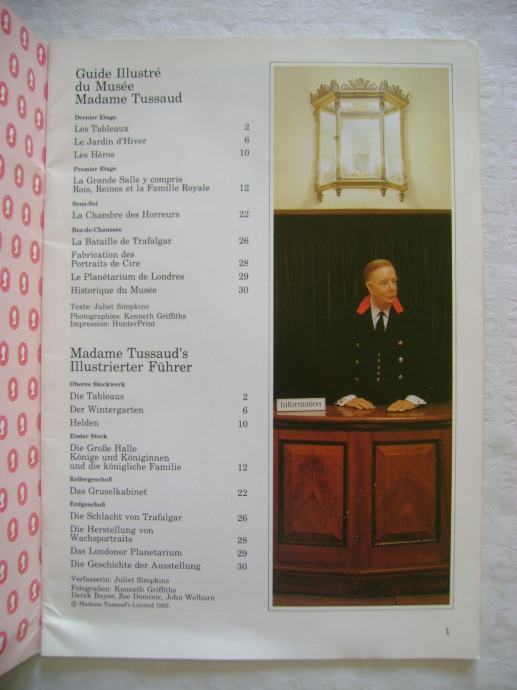 Guide Illustré
du Musée
Madame Tussaud
Dernier Etage
Les Tableaux 2
Le Jardin d'Hiver 6
Les Héros 10
Premier Etage
La Grande Salle y compris
Rois, Reines et la Famille Royale 12
Sous-Sol
La Chambre des Horreurs 22
Rez-de-Chaussée
La Bataille de Trafalgar 26
Fabrication des
Portraits de Cire 28
Le Planétarium de Londres 29
Historique du Musée 30
Texte: Juliet Simpkins
Photographies: Kenneth Griffiths
Impression: HunterPrint
Madame Tussaud's
Illustrierter Führer
Oberes Stockwerk
Die Tableaus 2
Der Wintergarten 6
Helden 10
Erster Stock
Die Große Halle
Könige und Königinnen
und die königliche Familie 12
Kellergeschoß
Das Gruselkabinet 22
Erdgeschoß
Die Schlacht von Trafalgar 26
Die Herstellung von
Wachsportraits 28
Das Londoner Planetarium 29
Die Geschichte der Ausstellung 30
Verfasserin: Juliet Simpkins
Fotografien: Kenneth Griffiths
Derek Bayes, Zoe Dominic, John Welburn
© Madame Tussaud's Limited 1982.
Information
1